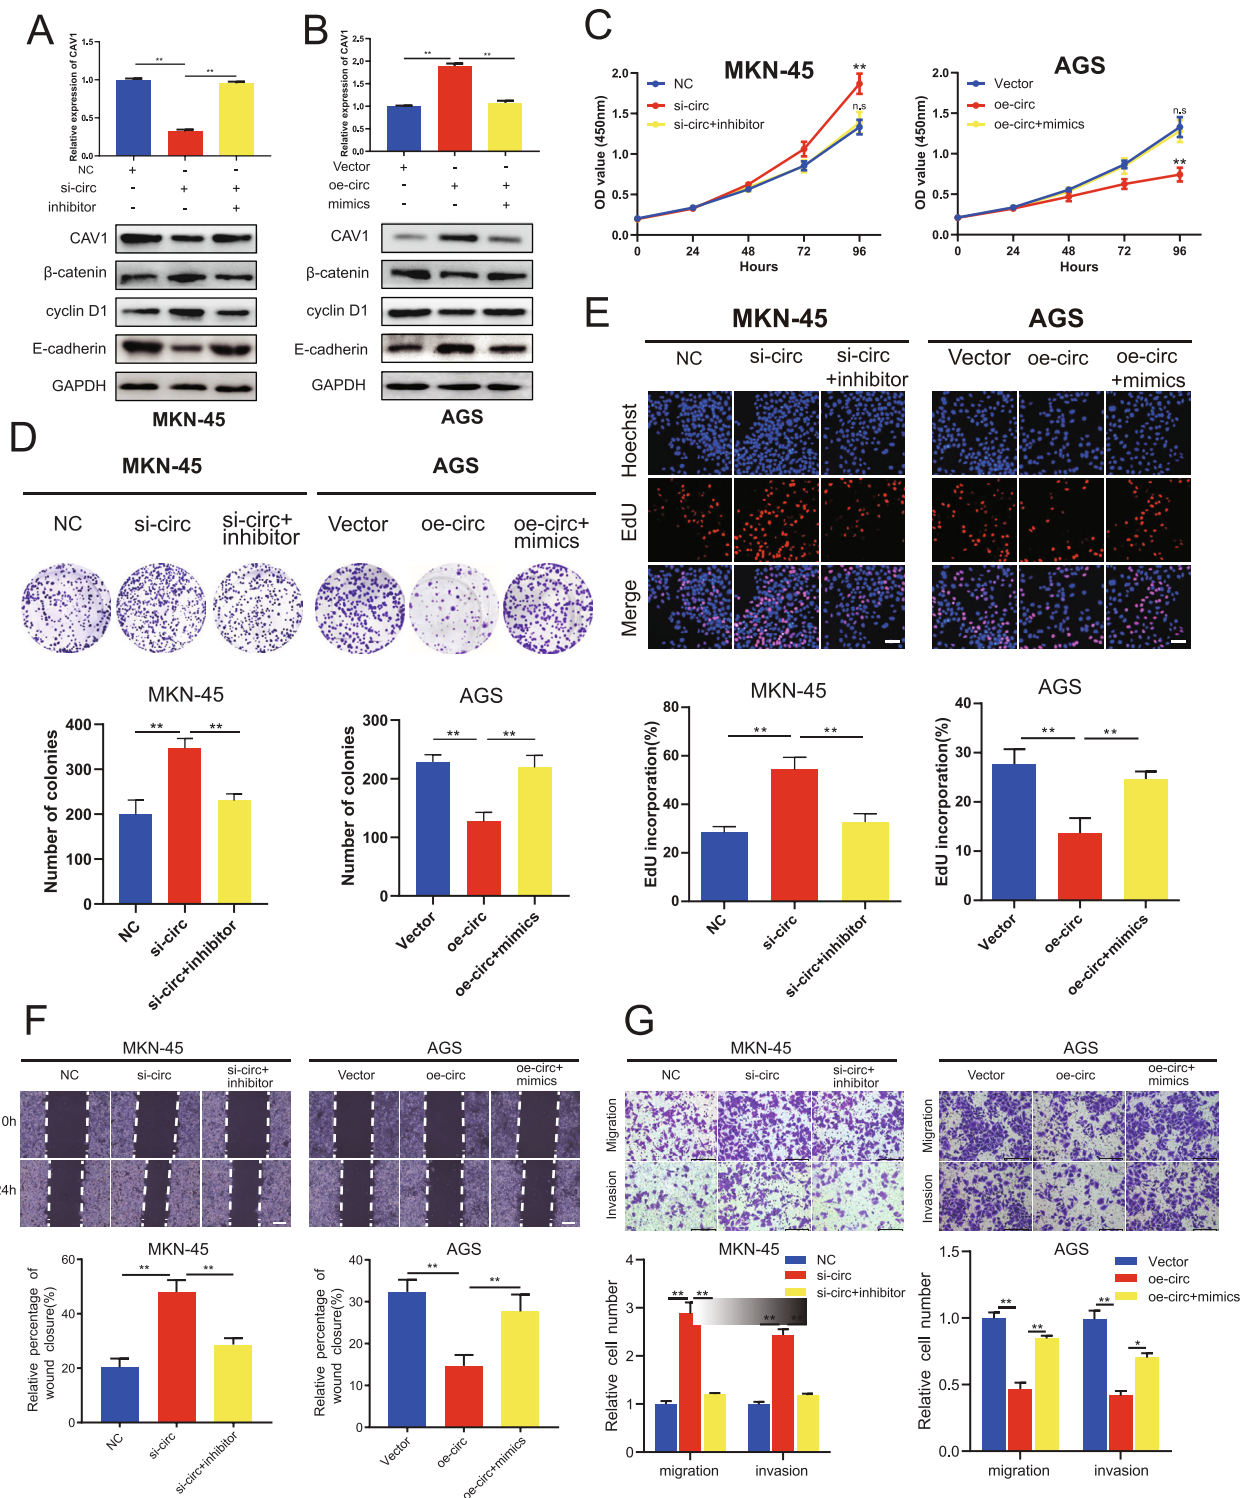 A
Relative expression of CAV1
1.5
1.0
0.5
0.0
**
**
NC + - -
si-circ - + +
inhibitor - - +
CAV1
β-catenin
cyclin D1
E-cadherin
GAPDH
MKN-45
B
Relative expression of CAV1
2.5
2.0
1.5
1.0
0.5
0.0
**
**
Vector + - -
oe-circ - + +
mimics - - +
CAV1
β-catenin
cyclin D1
E-cadherin
GAPDH
AGS
C
MKN-45
OD value (450nm)
2.0
1.5
1.0
0.5
0.0
NC
si-circ
si-circ+inhibitor
**
n.s
0 24 48 72 96
Hours
AGS
OD value (450nm)
2.0
1.5
1.0
0.5
0.0
Vector
oe-circ
oe-circ+mimics
n.s
**
0 24 48 72 96
Hours
D
MKN-45
AGS
NC
si-circ
si-circ+
inhibitor
Vector
oe-circ
oe-circ+
mimics
MKN-45
Number of colonies
400
300
200
100
0
**
**
NC
si-circ
si-circ+inhibitor
AGS
Number of colonies
300
200
100
0
**
**
Vector
oe-circ
oe-circ+mimics
E
MKN-45
AGS
NC
si-circ
si-circ
+inhibitor
Vector
oe-circ
oe-circ
+mimics
Hoechst
EdU
Merge
MKN-45
EdU incorporation(%)
80
60
40
20
0
**
**
NC
si-circ
si-circ+inhibitor
AGS
EdU incorporation(%)
40
30
20
10
0
**
**
Vector
oe-circ
oe-circ+mimics
F
MKN-45
AGS
NC
si-circ
si-circ+
inhibitor
Vector
oe-circ
oe-circ+
mimics
0h
24h
MKN-45
Relative percentage of
wound closure(%)
60
40
20
0
**
**
NC
si-circ
si-circ+inhibitor
AGS
Relative percentage of
wound closure(%)
40
30
20
10
0
**
**
Vector
oe-circ
oe-circ+mimics
G
MKN-45
AGS
NC
si-circ
si-circ+
inhibitor
Vector
oe-circ
oe-circ+
mimics
Migration
Invasion
Migration
Invasion
MKN-45
Relative cell number
4
3
2
1
0
NC
si-circ
si-circ+inhibitor
**
**
**
**
migration
invasion
AGS
Relative cell number
1.5
1.0
0.5
0.0
Vector
oe-circ
oe-circ+mimics
**
**
**
*
migration
invasion